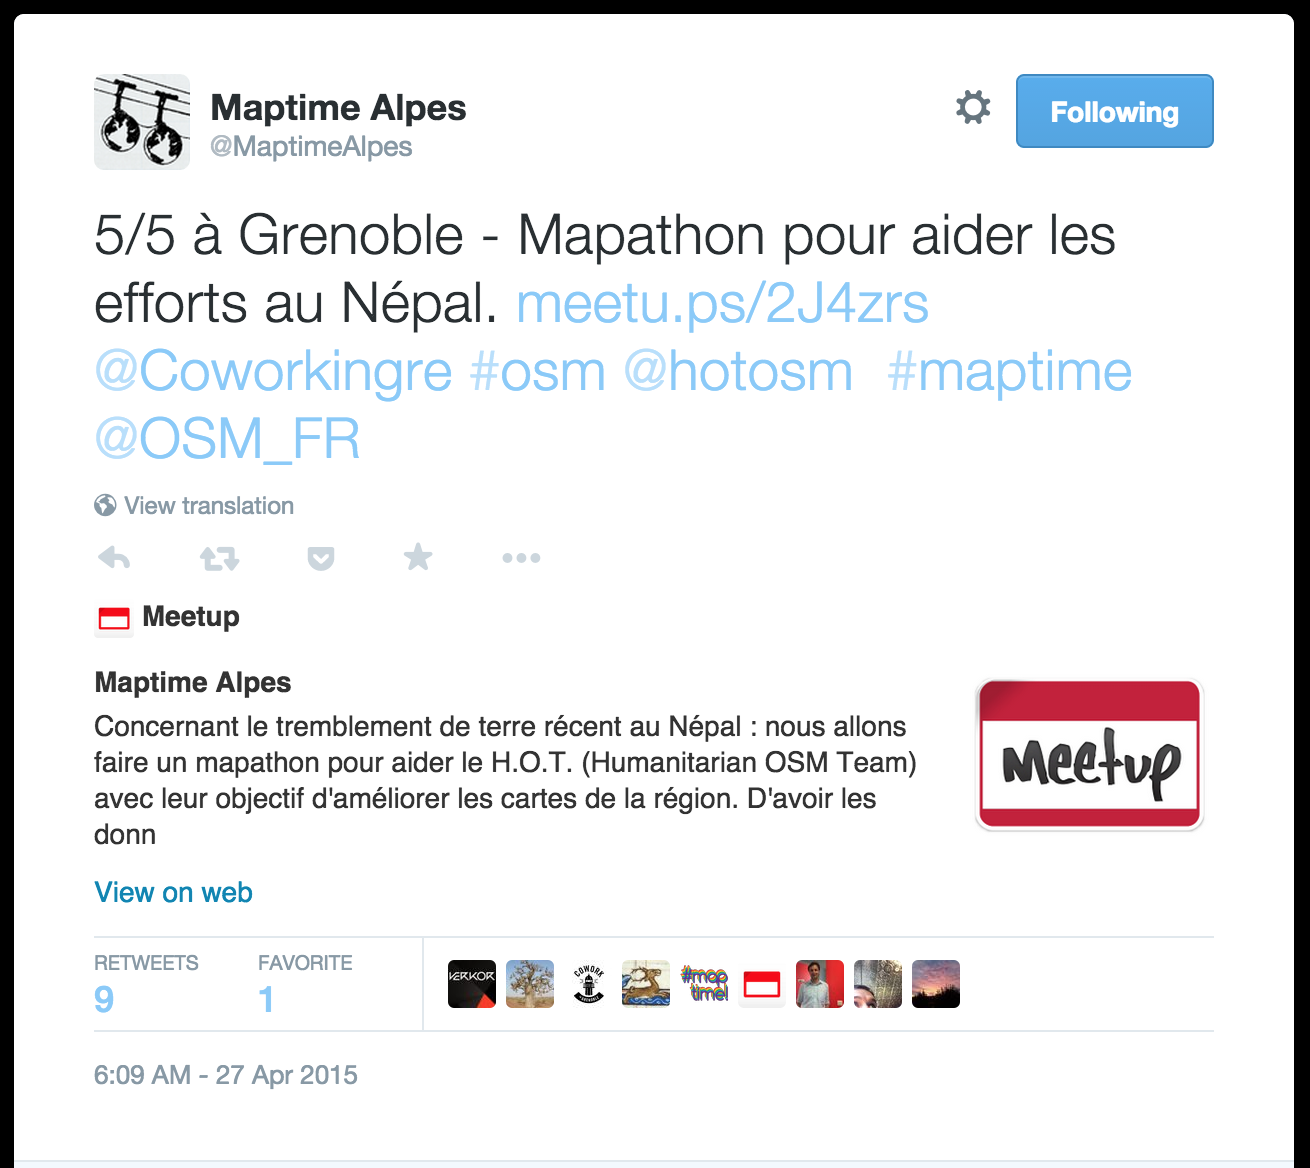 Maptime Alpes
@MaptimeAlpes
Following
5/5 à Grenoble - Mapathon pour aider les
efforts au Népal. meetu.ps/2J4zrs
@Coworkingre #osm @hotosm #maptime
@OSM_FR
View translation
Meetup
Maptime Alpes
Concernant le tremblement de terre récent au Népal : nous allons
faire un mapathon pour aider le H.O.T. (Humanitarian OSM Team)
avec leur objectif d'améliorer les cartes de la région. D'avoir les
donn
Meetup
View on web
RETWEETS FAVORITE
9 1
VERKOR
COWORK
#map
time!
6:09 AM - 27 Apr 2015